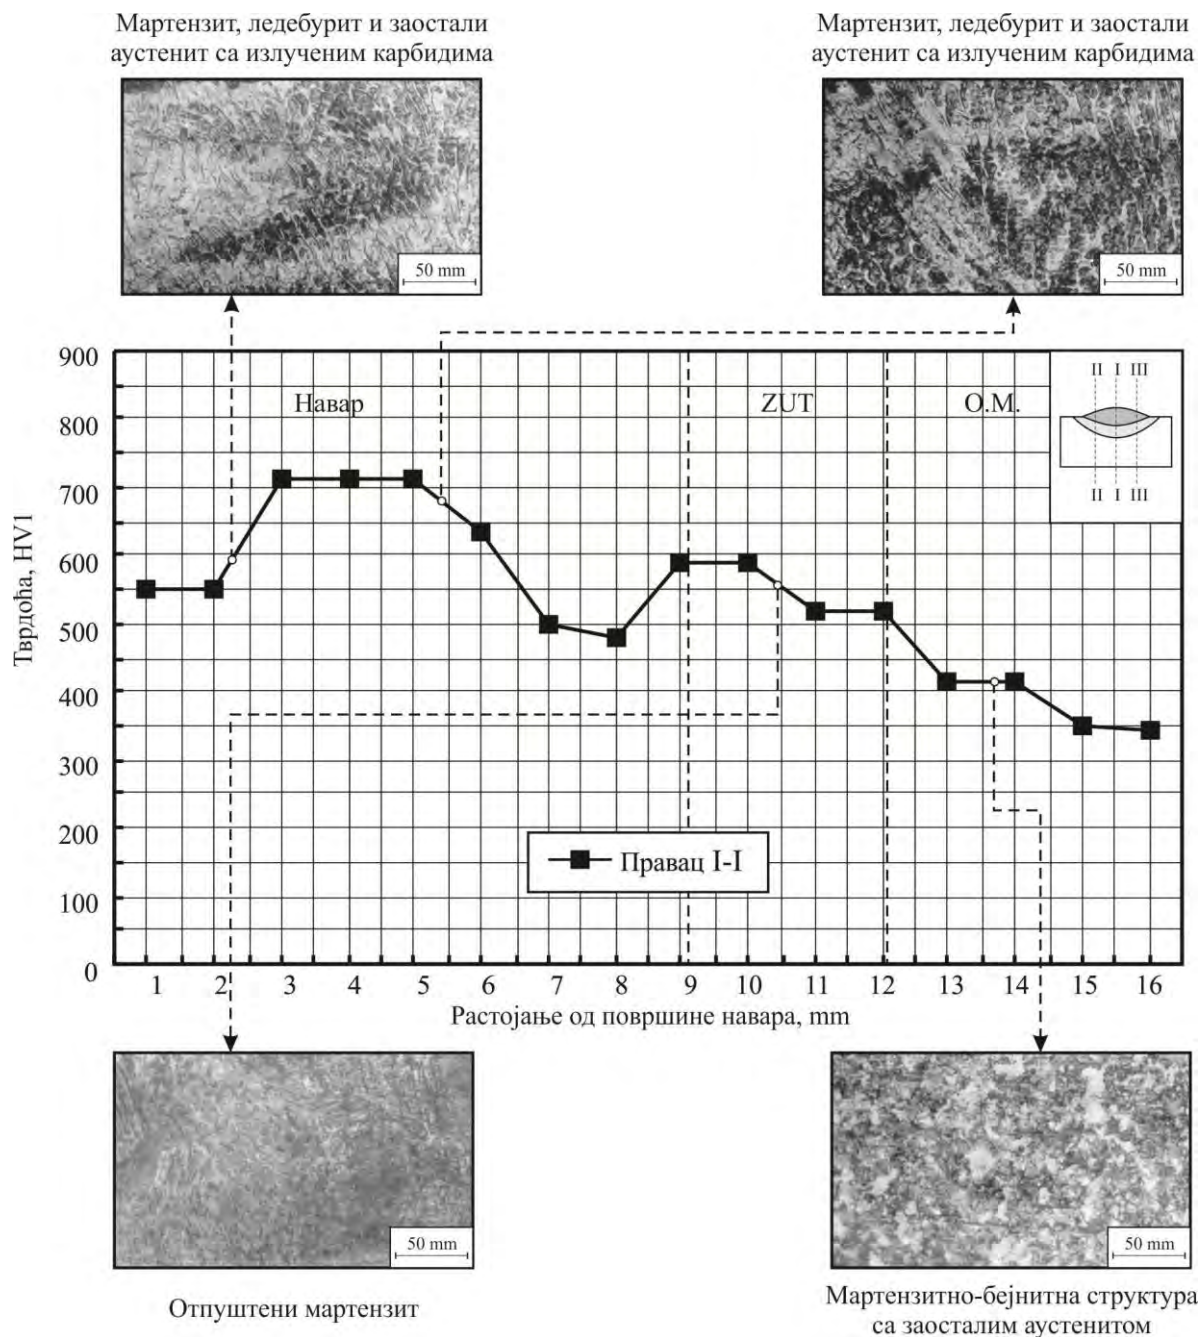 Мартензит, ледебурит и заостали
аустенит са излученим карбидима
Мартензит, ледебурит и заостали
аустенит са излученим карбидима
50 mm
50 mm
900
800
700
600
500
400
300
200
100
0
Тврдоћа, HV1
Навар
ZUT
О.М.
II I III
II I III
Правац I-I
1 2 3 4 5 6 7 8 9 10 11 12 13 14 15 16
Растојање од површине навара, mm
50 mm
50 mm
Отпуштени мартензит
Мартензитно-бејнитна структура
са заосталим аустенитом